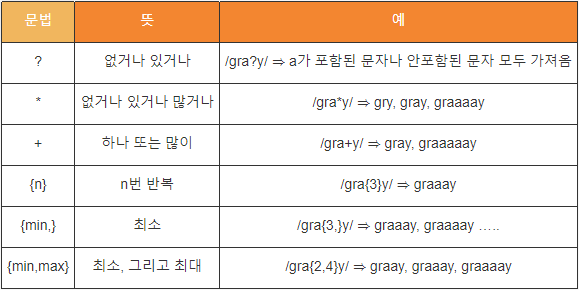 문법 뜻 예
? 없거나 있거나 /gra?y/ ⇒ a가 포함된 문자나 안포함된 문자 모두 가져옴
* 없거나 있거나 많거나 /gra*y/ ⇒ gry, gray, graaaay
+ 하나 또는 많이 /gra+y/ ⇒ gray, graaaaay
{n} n번 반복 /gra{3}y/ ⇒ graaay
{min,} 최소 /gra{3,}y/ ⇒ graaay, graaaay …..
{min,max} 최소, 그리고 최대 /gra{2,4}y/ ⇒ graay, graaay, graaaay